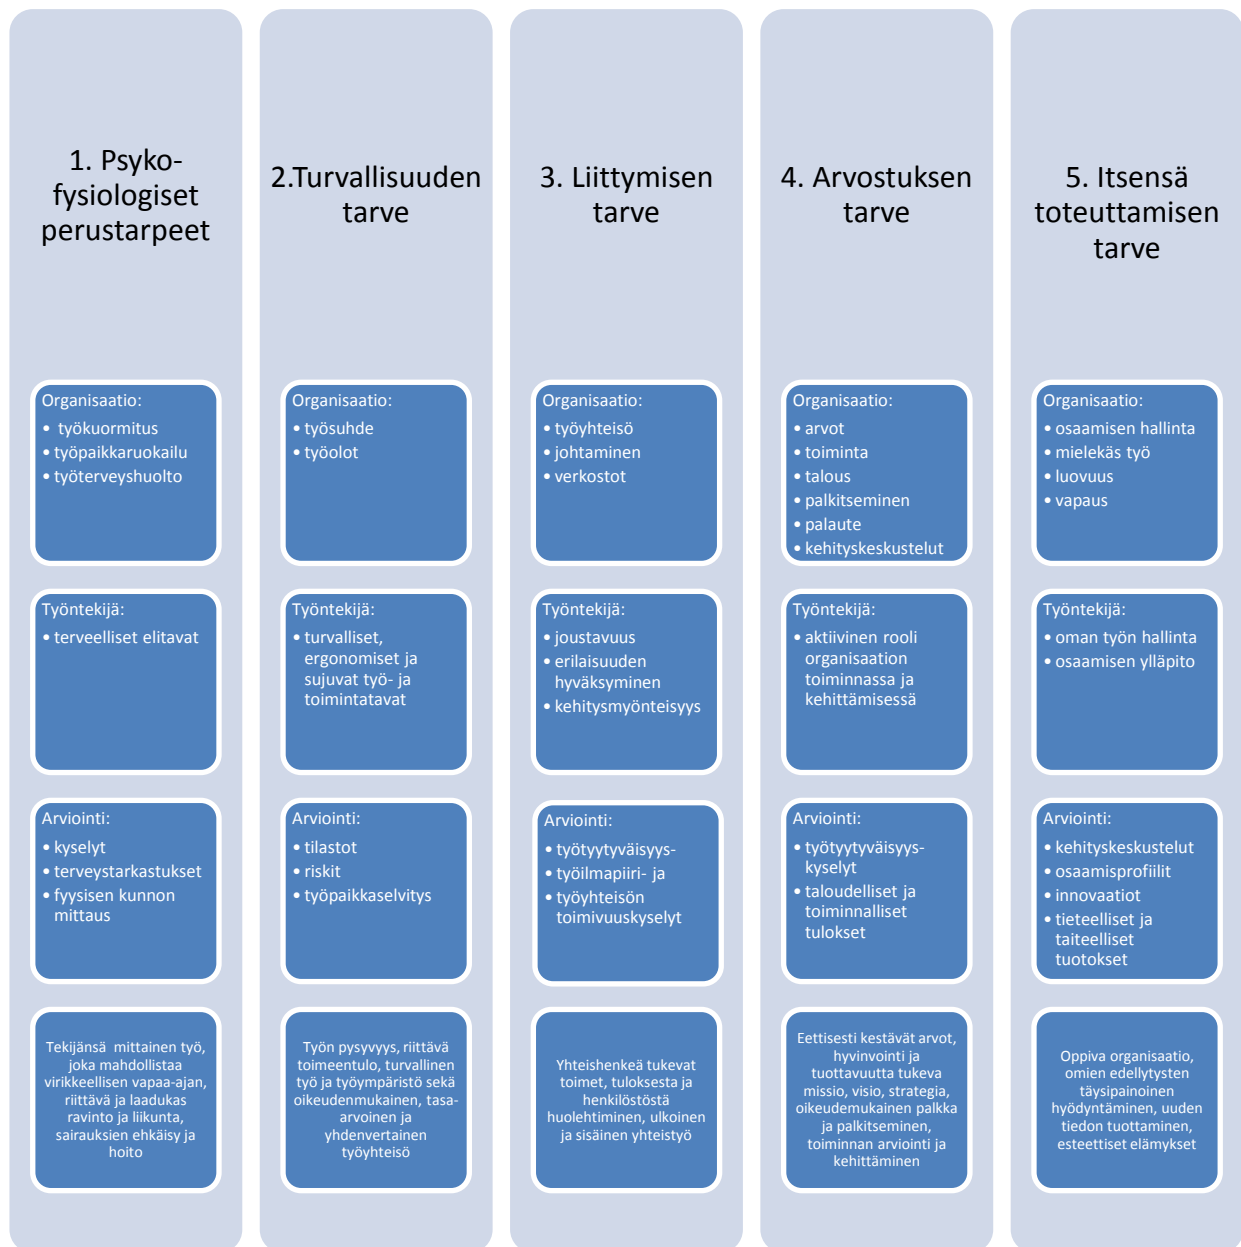 1. Psyko-
fysiologiset
perustarpeet
Organisaatio:
• työkuormitus
• työpaikkaruokailu
• työterveyshuolto
Työntekijä:
• terveelliset elitavat
Arviointi:
• kyselyt
• terveystarkastukset
• fyysisen kunnon
mittaus
Tekijänsä mittainen työ,
joka mahdollistaa
virikkeellisen vapaa-ajan,
riittävä ja laadukas
ravinto ja liikunta,
sairauksien ehkäisy ja
hoito
2.Turvallisuuden
tarve
Organisaatio:
• työsuhde
• työolot
Työntekijä:
• turvalliset,
ergonomiset ja
sujuvat työ- ja
toimintatavat
Arviointi:
• tilastot
• riskit
• työpaikkaselvitys
Työn pysyvyys, riittävä
toimeentulo, turvallinen
työ ja työympäristö sekä
oikeudenmukainen, tasa-
arvoinen ja
yhdenvertainen
työyhteisö
3. Liittymisen
tarve
Organisaatio:
• työyhteisö
• johtaminen
• verkostot
Työntekijä:
• joustavuus
• erilaisuuden
hyväksyminen
• kehitysmyönteisyys
Arviointi:
• työtyytyväisyys-
• työilmapiiri- ja
• työyhteisön
toimivuuskyselyt
Yhteishenkeä tukevat
toimet, tuloksesta ja
henkilöstöstä
huolehtiminen, ulkoinen
ja sisäinen yhteistyö
4. Arvostuksen
tarve
Organisaatio:
• arvot
• toiminta
• talous
• palkitseminen
• palaute
• kehityskeskustelut
Työntekijä:
• aktiivinen rooli
organisaation
toiminnassa ja
kehittämisessä
Arviointi:
• työtyytyväisyys-
kyselyt
• taloudelliset ja
toiminnalliset
tulokset
Eettisesti kestävät arvot,
hyvinvointi ja
tuottavuutta tukeva
missio, visio, strategia,
oikeudemukainen palkka
ja palkitseminen,
toiminnan arviointi ja
kehittäminen
5. Itsensä
toteuttamisen
tarve
Organisaatio:
• osaamisen hallinta
• mielekäs työ
• luovuus
• vapaus
Työntekijä:
• oman työn hallinta
• osaamisen ylläpito
Arviointi:
• kehityskeskustelut
• osaamisprofiilit
• innovaatiot
• tieteelliset ja
taiteelliset
tuotokset
Oppiva organisaatio,
omien edellytysten
täysipainoinen
hyödyntäminen, uuden
tiedon tuottaminen,
esteettiset elämykset